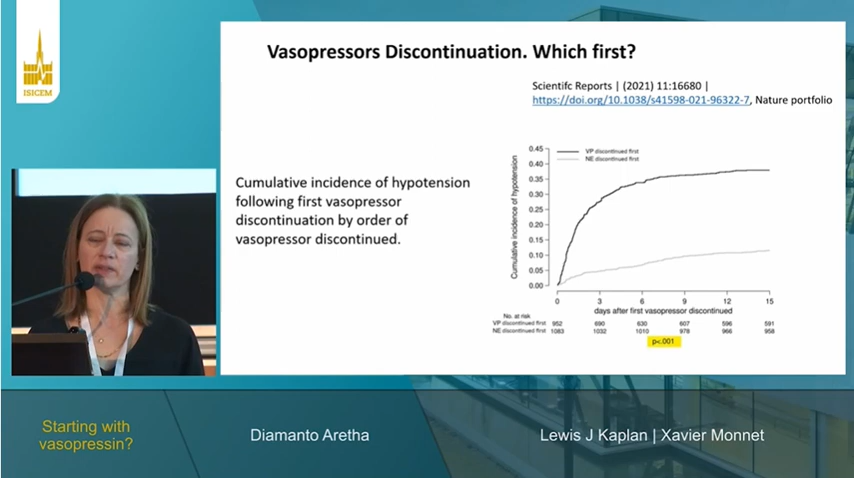 ISICEM
Vasopressors Discontinuation. Which first?
Scientifc Reports | (2021) 11:16680 |
https://doi.org/10.1038/s41598-021-96322-7, Nature portfolio
Cumulative incidence of hypotension
following first vasopressor
discontinuation by order of
vasopressor discontinued.
VP discontinued first
NE discontinued first
Cumulative incidence of hypotension
0.45
0.40
0.35
0.30
0.25
0.20
0.15
0.10
0.05
0.00
0 3 6 9 12 15
days after first vasopressor discontinued
No. at risk
VP discontinued first 952 690 630 607 596 591
NE discontinued first 1083 1032 1010 978 966 958
p<.001
Starting with
vasopressin?
Diamanto Aretha
Lewis J Kaplan | Xavier Monnet